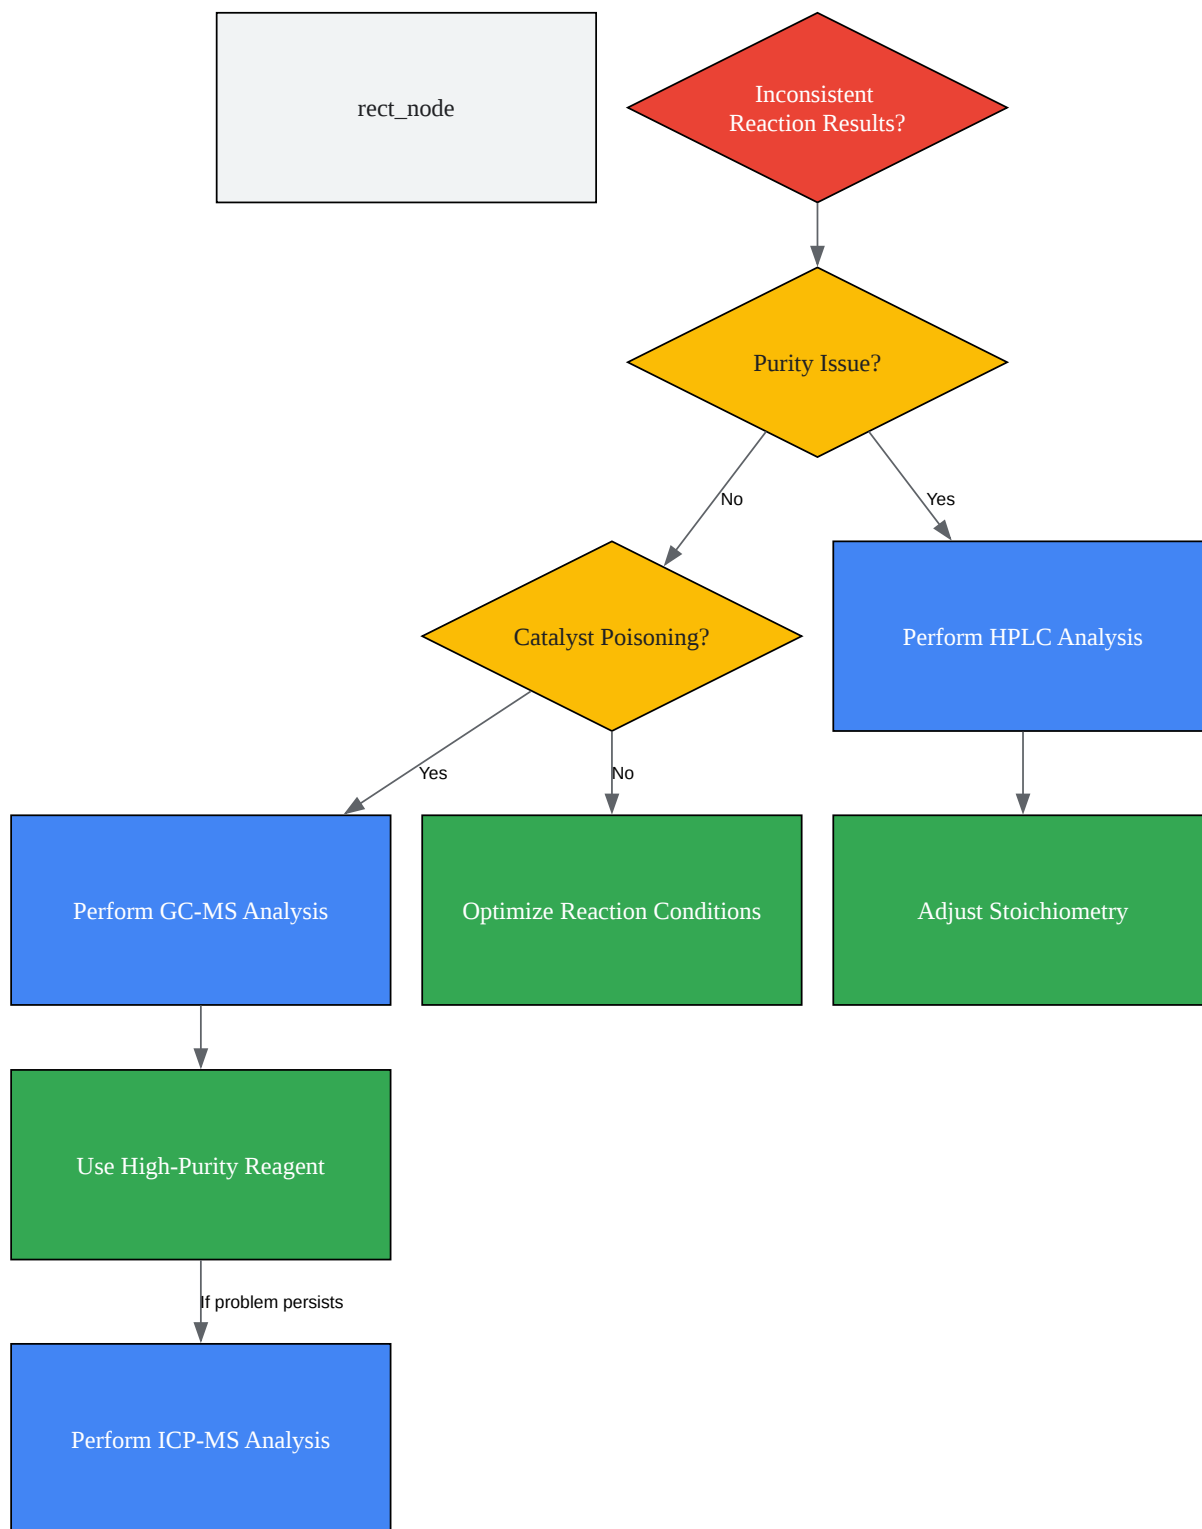 rect_node
Inconsistent
Reaction Results?
Purity Issue?
No
Yes
Catalyst Poisoning?
Perform HPLC Analysis
Yes
No
Perform GC-MS Analysis
Optimize Reaction Conditions
Adjust Stoichiometry
Use High-Purity Reagent
If problem persists
Perform ICP-MS Analysis